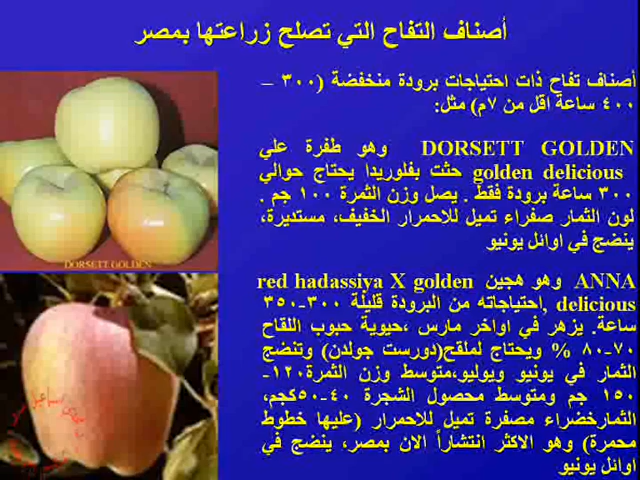 أصناف التفاح التي تصلح زراعتها بمصر
أصناف تفاح ذات احتياجات برودة منخفضة (٣٠٠ –
٤٠٠ ساعة اقل من ٧م) مثل:
DORSETT GOLDEN وهو طفرة علي
golden delicious حثت بفلوريدا يحتاج حوالي
٣٠٠ ساعة برودة فقط . يصل وزن الثمرة ١٠٠ جم .
لون الثمار صفراء تميل للاحمرار الخفيف، مستديرة،
ينضج في اوائل يونيو
DORSETT GOLDEN
ANNA وهو هجين red hadassiya X golden
delicious ,احتياجاته من البرودة قليلة ٣٠٠-٣٥٠
ساعة. يزهر في اواخر مارس ،حيوية حبوب اللقاح
٧٠-٨٠ % ويحتاج لملقح(دورست جولدن) وتنضج
الثمار في يونيو ويوليو،متوسط وزن الثمرة١٢٠-
١٥٠ جم ومتوسط محصول الشجرة ٤٠-٥٠كجم،
الثمارخضراء مصفرة تميل للاحمرار (عليها خطوط
محمرة) وهو الاكثر انتشاراً الان بمصر، ينضج في
اوائل يونيو